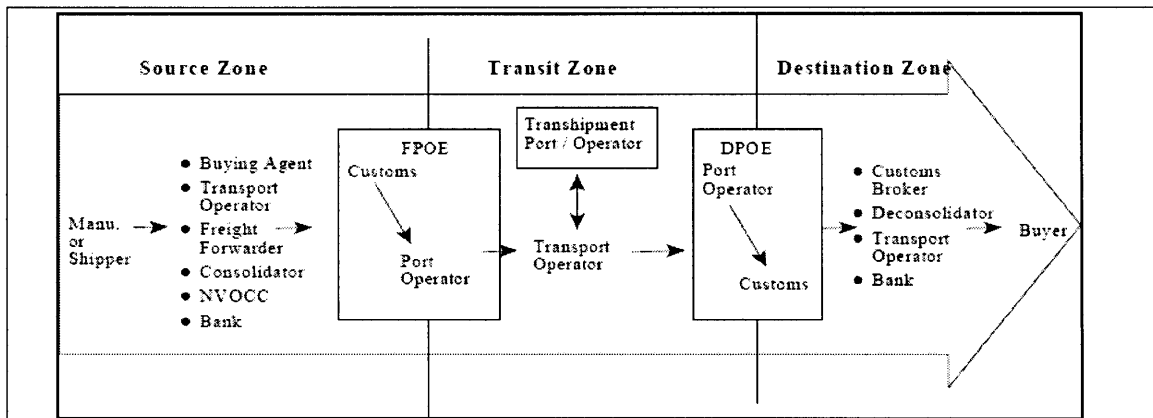 Source Zone
Transit Zone
Destination Zone
Manu.
or
Shipper
● Buying Agent
● Transport
Operator
● Freight
Forwarder
● Consolidator
● NVOCC
● Bank
FPOE
Customs
Port
Operator
Transhipment
Port / Operator
Transport
Operator
DPOE
Port
Operator
Customs
● Customs
Broker
● Deconsolidator
● Transport
Operator
● Bank
Buyer